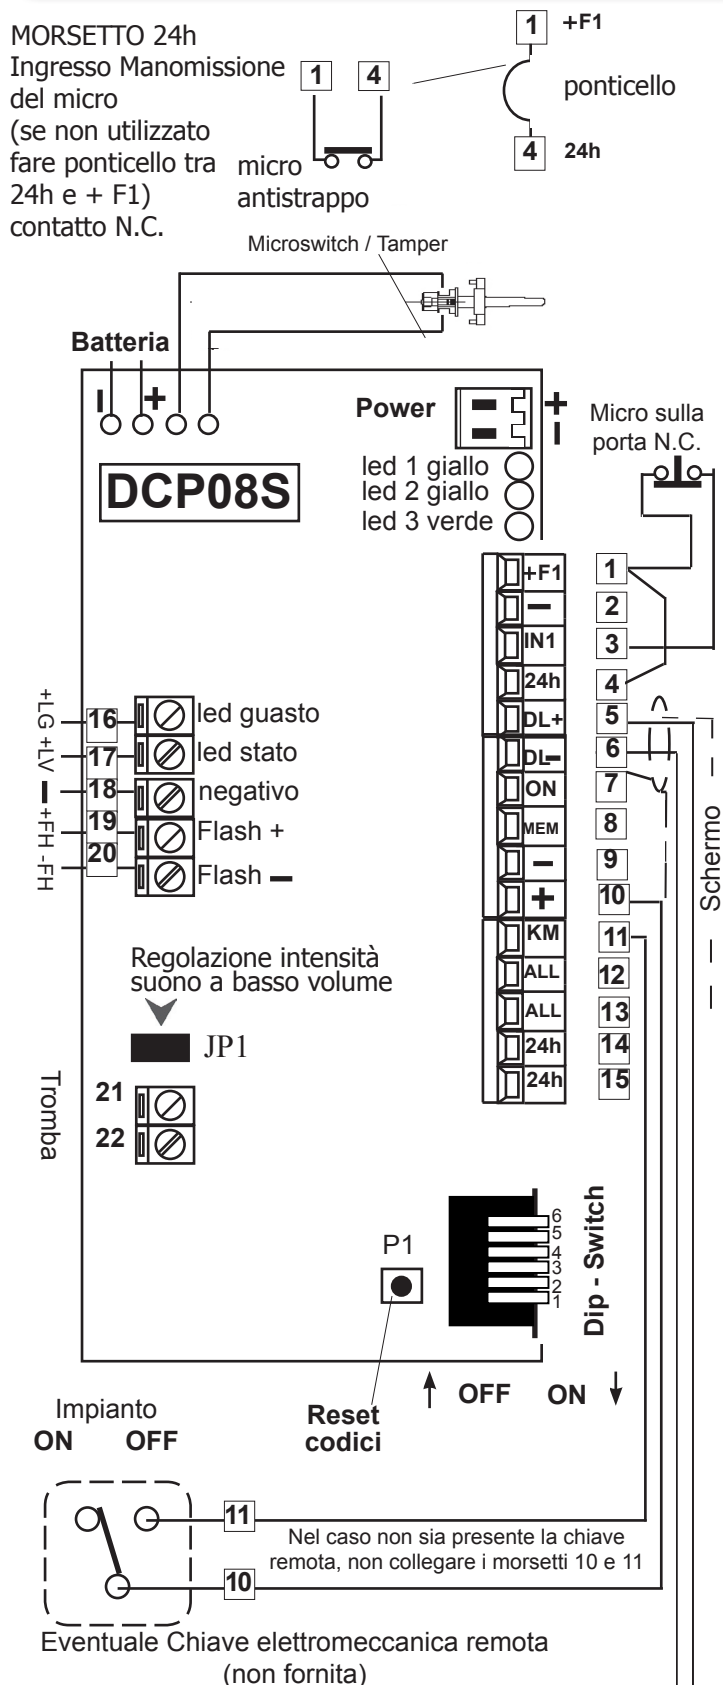 MORSETTO 24h
Ingresso Manomissione
del micro
(se non utilizzato
fare ponticello tra
24h e + F1)
contatto N.C.
1 4
micro
antistrappo
1 +F1
ponticello
4 24h
Microswitch / Tamper
Batteria
- +
DCP08S
Power + -
led 1 giallo
led 2 giallo
led 3 verde
Micro sulla
porta N.C.
+F1 1
- 2
IN1 3
24h 4
DL+ 5
DL- 6
ON 7
MEM 8
- 9
+ 10
KM 11
ALL 12
ALL 13
24h 14
24h 15
Schermo
+LG 16 led guasto
+LV 17 led stato
- 18 negativo
+FH 19 Flash +
-FH 20 Flash -
Regolazione intensità
suono a basso volume
JP1
Tromba
21
22
P1
6
5
4
3
2
1
Dip - Switch
↑ OFF ON ↓
Reset
codici
Impianto
ON OFF
11
Nel caso non sia presente la chiave
remota, non collegare i morsetti 10 e 11
10
Eventuale Chiave elettromeccanica remota
(non fornita)